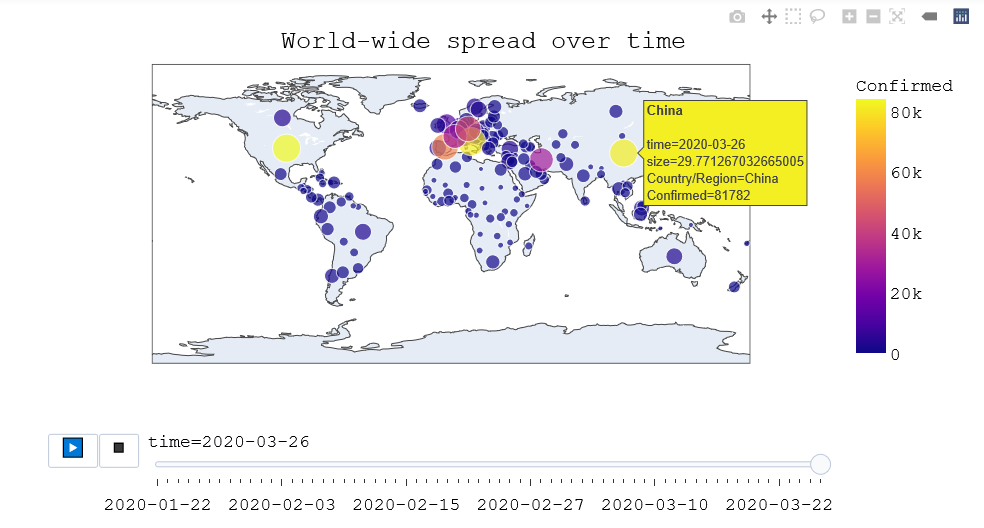 World-wide spread over time
Confirmed
80k
60k
40k
20k
0
China
time=2020-03-26
size=29.771267032665005
Country/Region=China
Confirmed=81782
time=2020-03-26
2020-01-22 2020-02-03 2020-02-15 2020-02-27 2020-03-10 2020-03-22